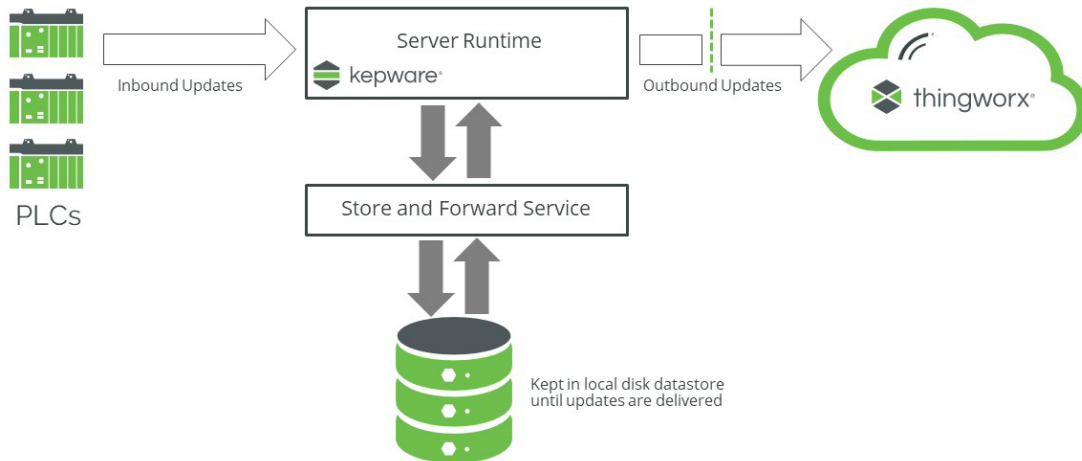 Server Runtime
kepware®
Inbound Updates
Outbound Updates
thingworx®
PLCs
Store and Forward Service
Kept in local disk datastore
until updates are delivered